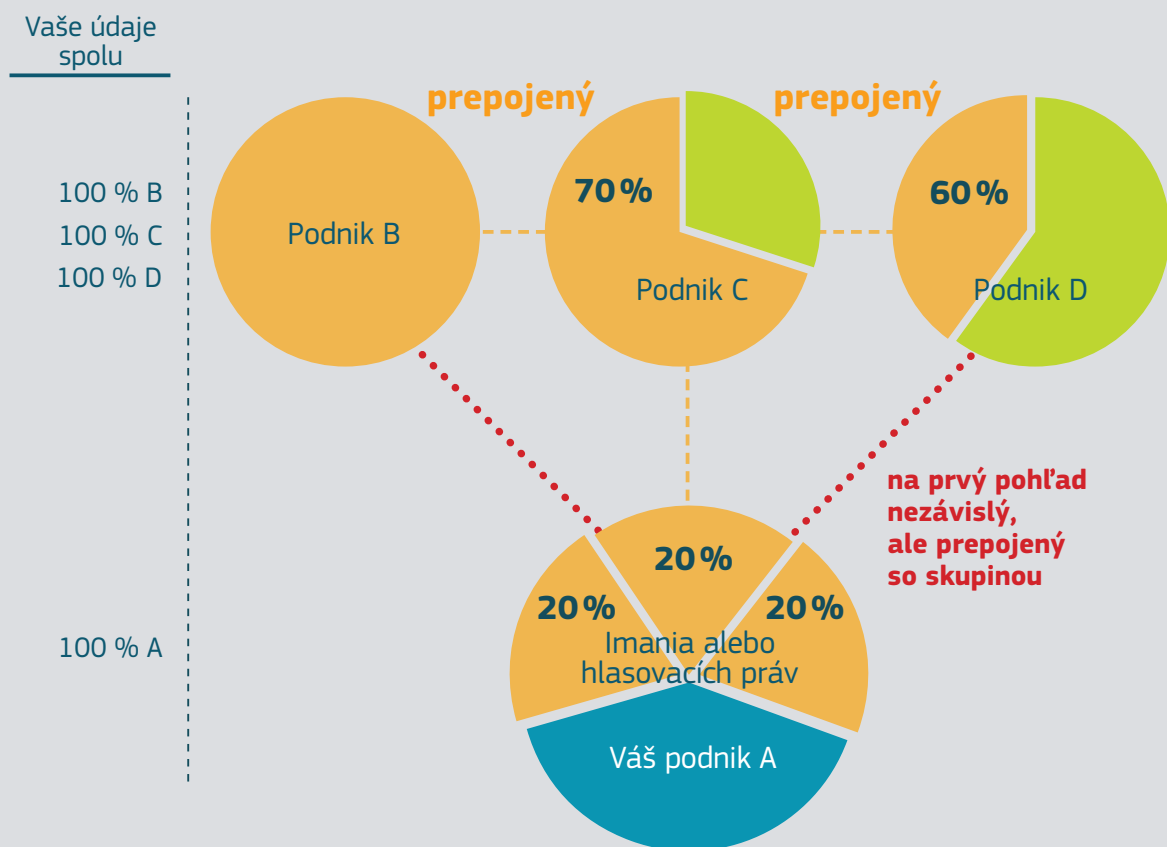 Vaše údaje
spolu
prepojený
prepojený
100 % B
100 % C
100 % D
Podnik B
70 %
Podnik C
60 %
Podnik D
na prvý pohľad
nezávislý,
ale prepojený
so skupinou
100 % A
20 %
20 %
20 %
Imania alebo
hlasovacích práv
Váš podnik A